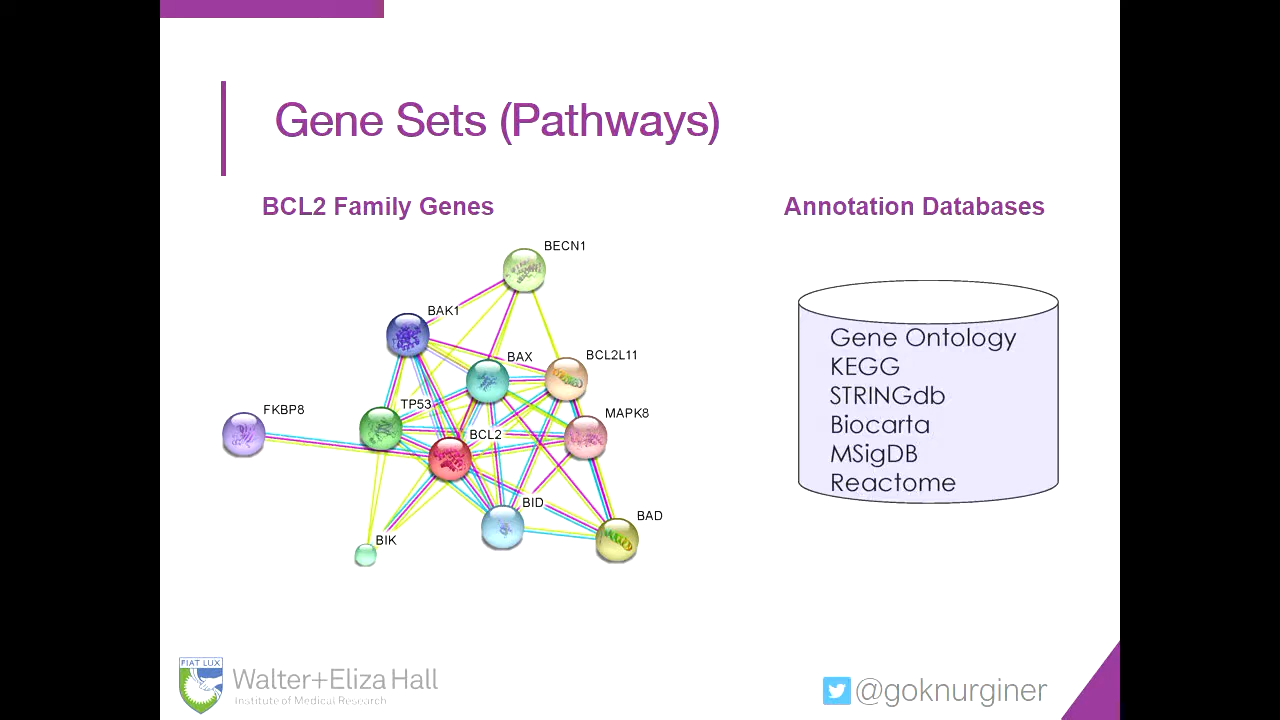 Gene Sets (Pathways)
BCL2 Family Genes
Annotation Databases
BECN1
BAK1
BAX
BCL2L11
FKBP8
TP53
MAPK8
BCL2
BID
BAD
BIK
Gene Ontology
KEGG
STRINGdb
Biocarta
MSigDB
Reactome
FIAT LUX
Walter+Eliza Hall
Institute of Medical Research
@goknurginer